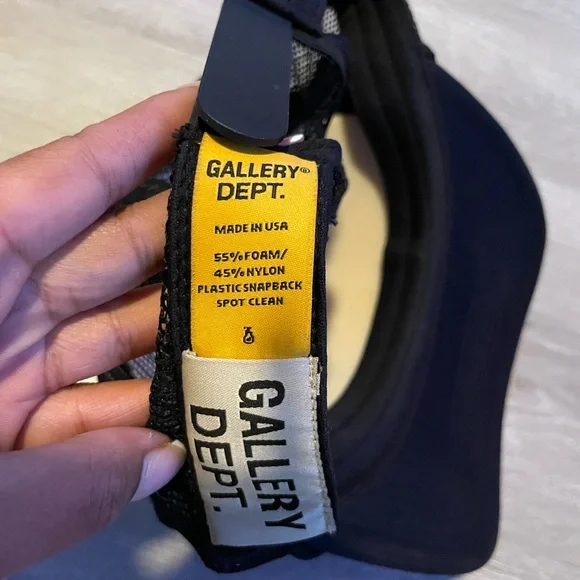 GALLERY®
DEPT.
MADE IN USA
55%FOAM/
45%NYLON
PLASTIC SNAPBACK
SPOT CLEAN
GALLERY
DEPT.